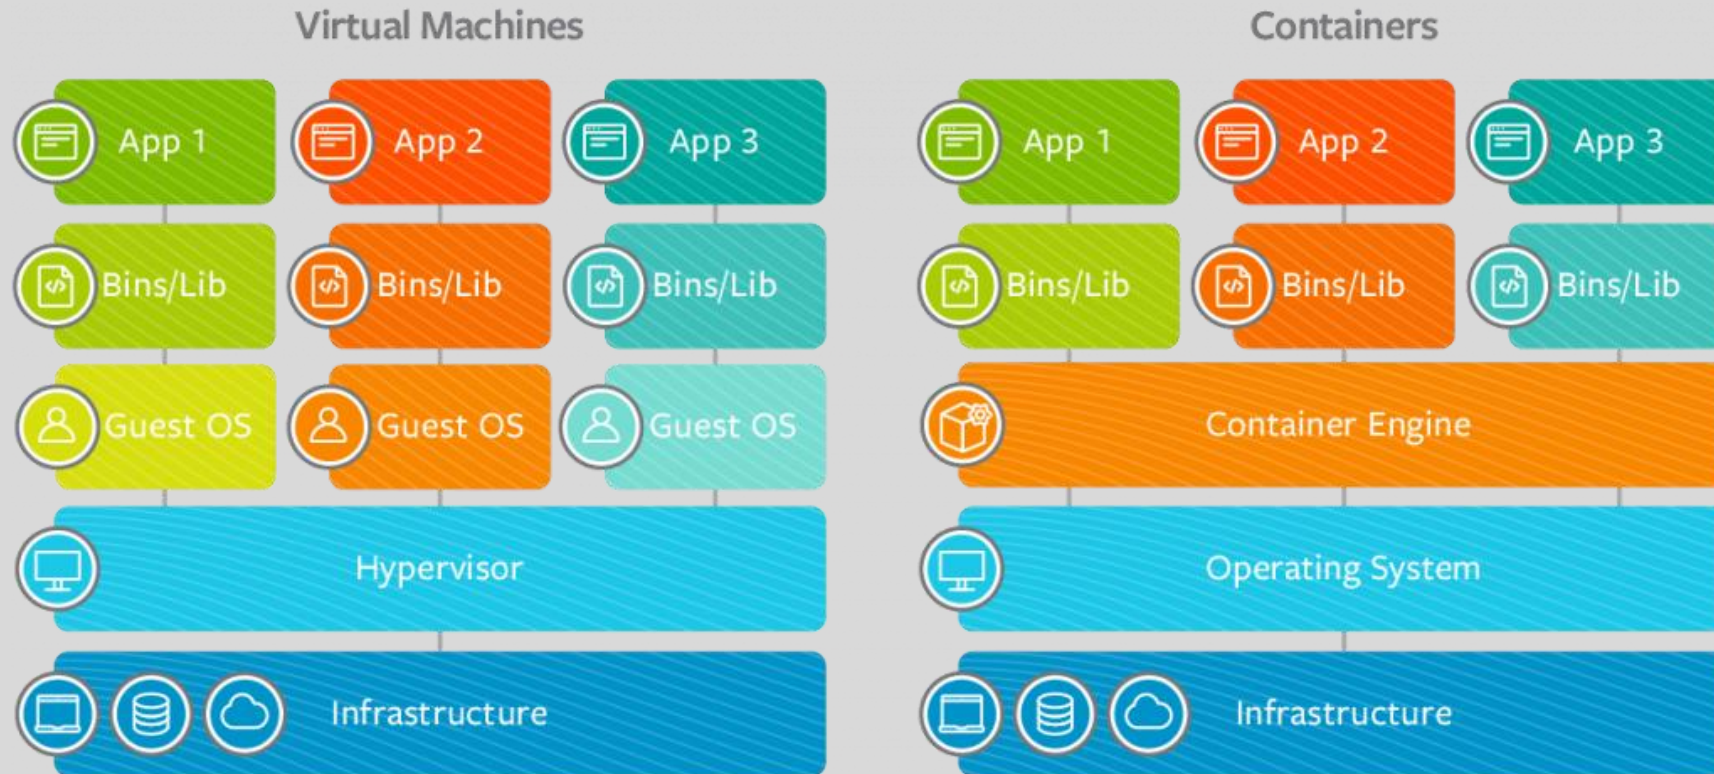 Virtual Machines
App 1 App 2 App 3
Bins/Lib Bins/Lib Bins/Lib
Guest OS Guest OS Guest OS
Hypervisor
Infrastructure
Containers
App 1 App 2 App 3
Bins/Lib Bins/Lib Bins/Lib
Container Engine
Operating System
Infrastructure